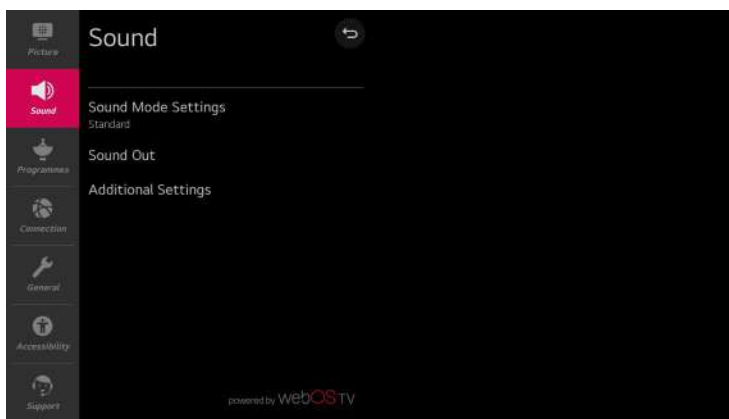 Picture
Sound
Programmes
Connection
General
Accessibility
Support
Sound
Sound Mode Settings
Standard
Sound Out
Additional Settings
powered by webOS TV